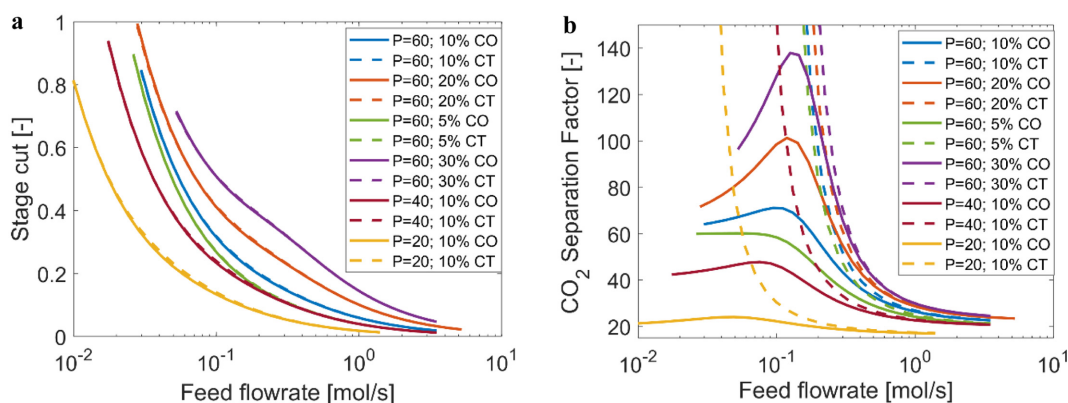 a
Stage cut [-]
1
0.8
0.6
0.4
0.2
0
10^-2
10^-1
10^0
10^1
Feed flowrate [mol/s]
P=60; 10% CO
P=60; 10% CT
P=60; 20% CO
P=60; 20% CT
P=60; 5% CO
P=60; 5% CT
P=60; 30% CO
P=60; 30% CT
P=40; 10% CO
P=40; 10% CT
P=20; 10% CO
P=20; 10% CT
b
CO2 Separation Factor [-]
140
120
100
80
60
40
20
10^-2
10^-1
10^0
10^1
Feed flowrate [mol/s]
P=60; 10% CO
P=60; 10% CT
P=60; 20% CO
P=60; 20% CT
P=60; 5% CO
P=60; 5% CT
P=60; 30% CO
P=60; 30% CT
P=40; 10% CO
P=40; 10% CT
P=20; 10% CO
P=20; 10% CT